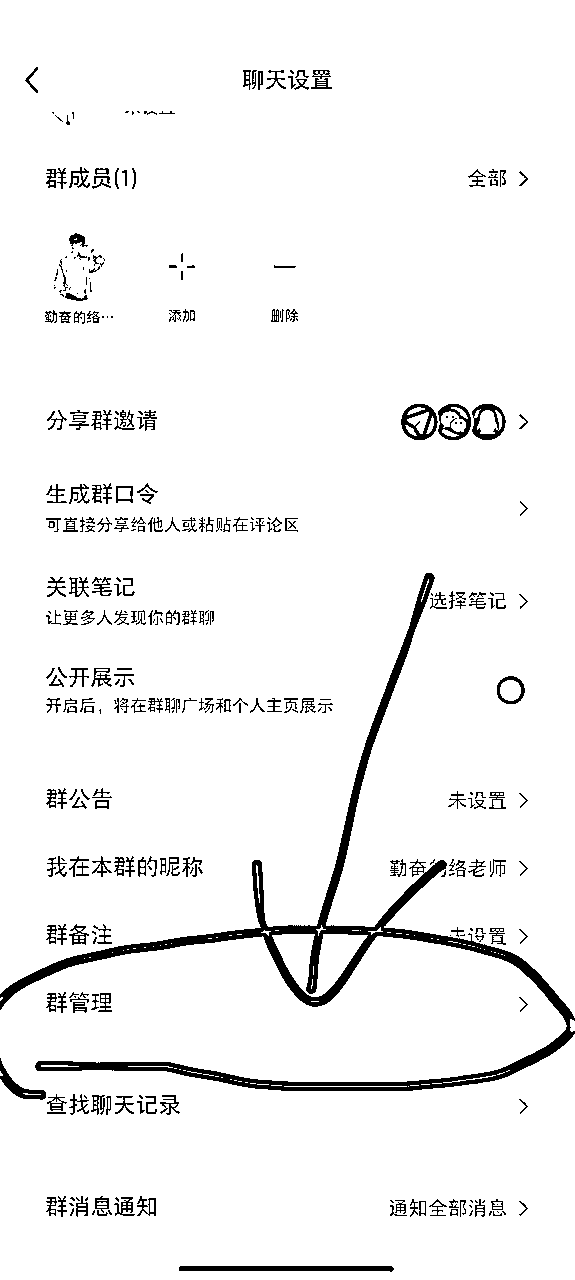 聊天设置
群成员(1)
全部
勤奋的络…
添加
删除
分享群邀请
生成群口令
可直接分享给他人或粘贴在评论区
关联笔记
选择笔记
让更多人发现你的群聊
公开展示
开启后，将在群聊广场和个人主页展示
群公告
未设置
我在本群的昵称
勤奋的络老师
群备注
未设置
群管理
查找聊天记录
群消息通知
通知全部消息